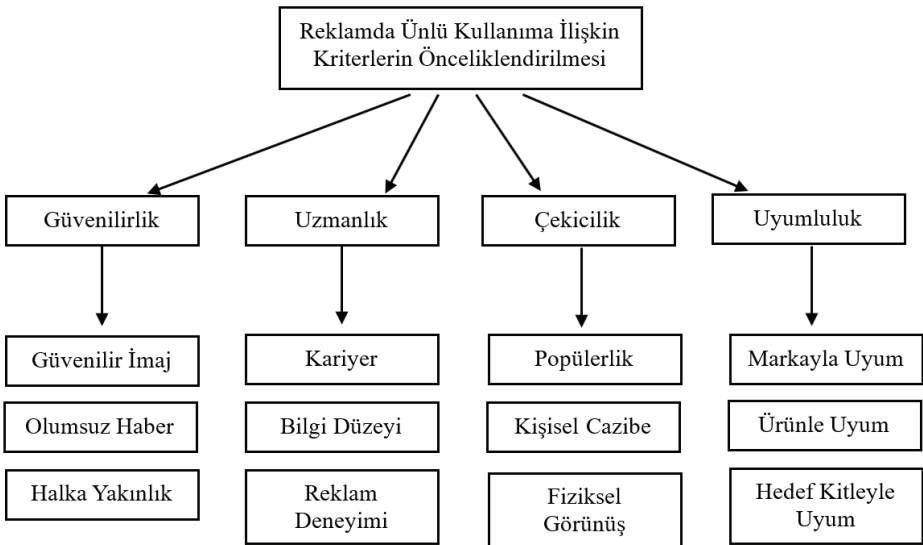 Reklamda Ünlü Kullanıma İlişkin
Kriterlerin Önceliklendirilmesi
Güvenilirlik
Uzmanlık
Çekicilik
Uyumluluk
Güvenilir İmaj
Kariyer
Popülerlik
Markayla Uyum
Olumsuz Haber
Bilgi Düzeyi
Kişisel Cazibe
Ürünle Uyum
Halka Yakınlık
Reklam
Deneyimi
Fiziksel
Görünüş
Hedef Kitleyle
Uyum